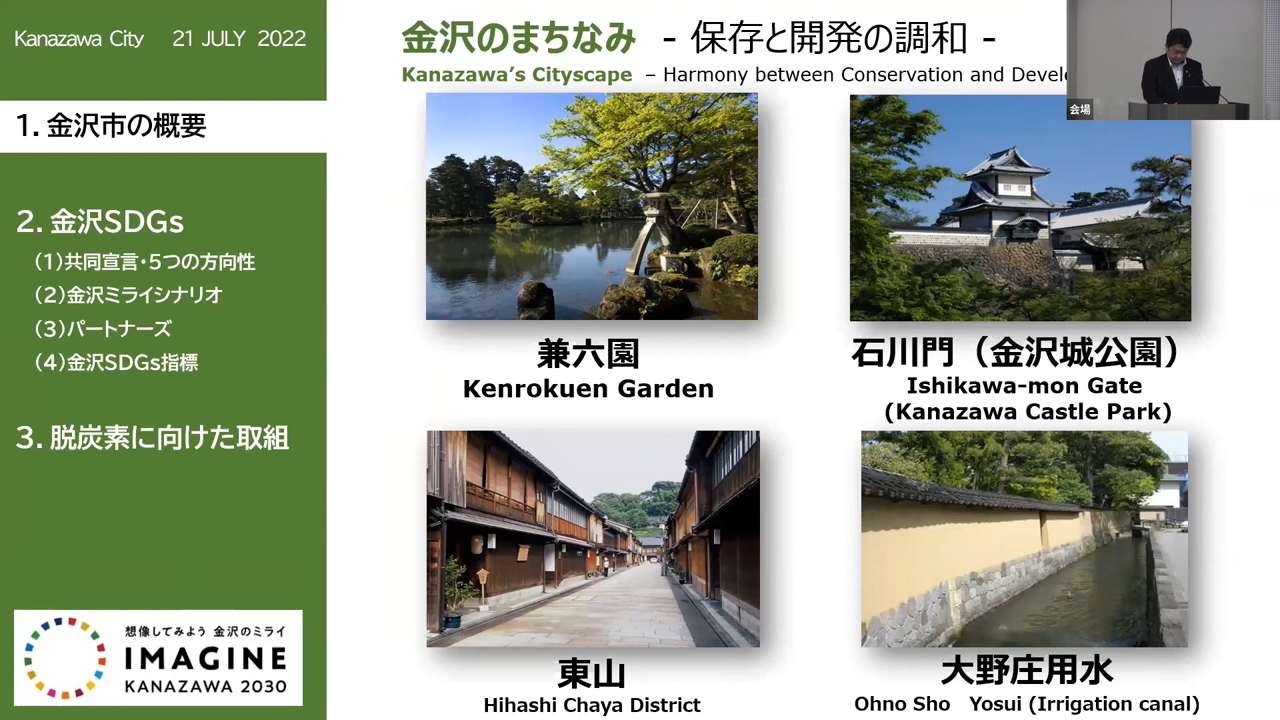 Kanazawa City 21 JULY 2022
1. 金沢市の概要
2. 金沢SDGs
(1)共同宣言・5つの方向性
(2)金沢ミライシナリオ
(3)パートナーズ
(4)金沢SDGs指標
3. 脱炭素に向けた取組
想像してみよう 金沢のミライ
IMAGINE
KANAZAWA 2030
金沢のまちなみ - 保存と開発の調和 -
Kanazawa's Cityscape – Harmony between Conservation and Devel
会場
兼六園
Kenrokuen Garden
石川門（金沢城公園）
Ishikawa-mon Gate
(Kanazawa Castle Park)
東山
Hihashi Chaya District
大野庄用水
Ohno Sho Yosui (Irrigation canal)